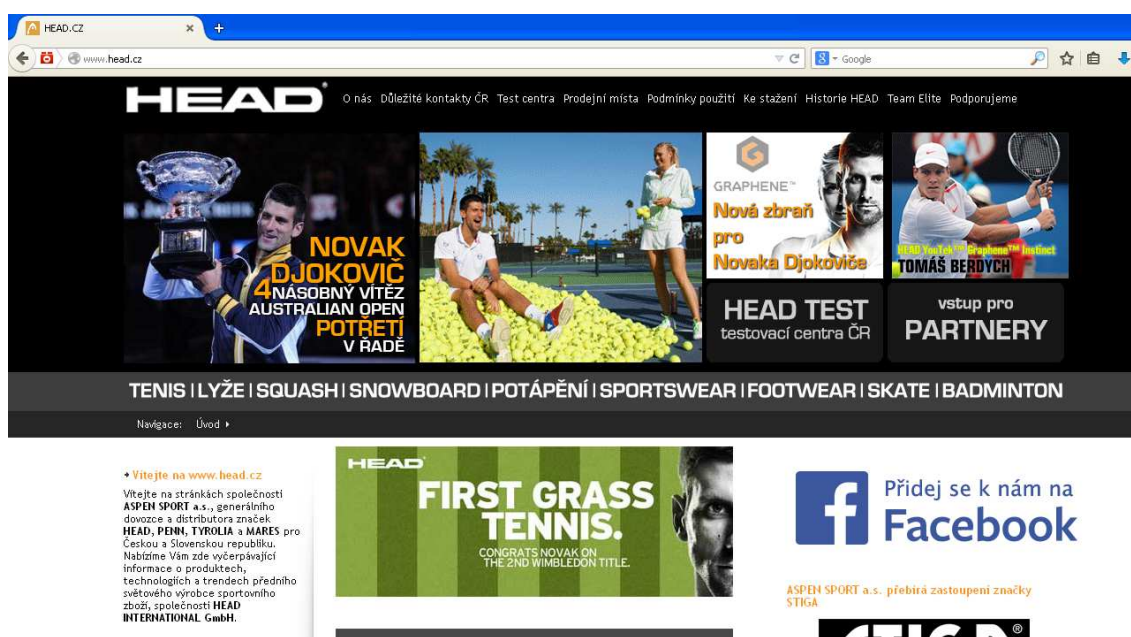 HEAD.CZ
www.head.cz
Google
HEAD
O nás Důležité kontakty ČR Test centra Prodejní místa Podmínky použití Ke stažení Historie HEAD Team Elite Podporujeme
NOVAK
DJOKOVIČ
4NÁSOBNÝ VÍTĚZ
AUSTRALIAN OPEN
POTŘETÍ
V ŘADĚ
GRAPHENE™
Nová zbraň
pro
Novaka Djokoviče
HEAD YouTek™ Graphene™ Instinct
TOMÁŠ BERDYCH
HEAD TEST
testovací centra ČR
vstup pro
PARTNERY
TENIS | LYŽE | SQUASH | SNOWBOARD | POTÁPĚNÍ | SPORTSWEAR | FOOTWEAR | SKATE | BADMINTON
Navigace: Úvod
Vítejte na www.head.cz
Vítejte na stránkách společnosti
ASPEN SPORT a.s., generálního
dovozce a distributora značek
HEAD, PENN, TYROLIA a MARES pro
Českou a Slovenskou republiku.
Nabízíme Vám zde vyčerpávající
informace o produktech,
technologiích a trendech předního
světového výrobce sportovního
zboží, společnosti HEAD
INTERNATIONAL GmbH.
HEAD
FIRST GRASS
TENNIS.
CONGRATS NOVAK ON
THE 2ND WIMBLEDON TITLE.
Přidej se k nám na
Facebook
ASPEN SPORT a.s. přebírá zastoupení značky
STIGA